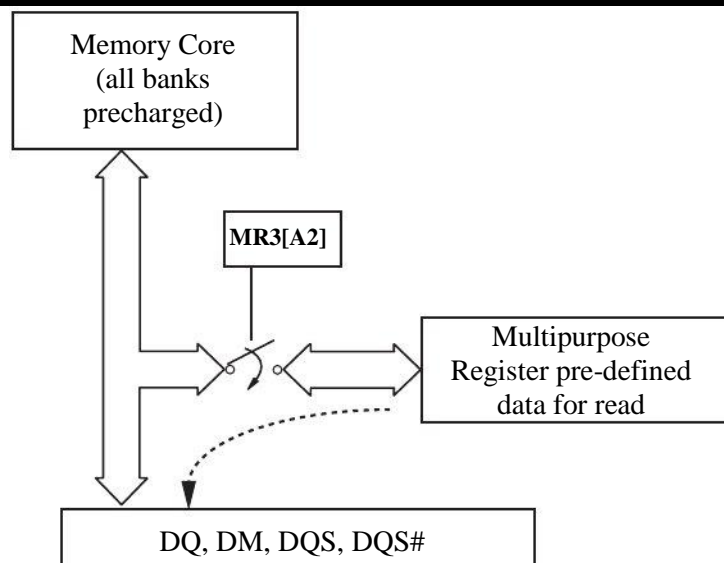 Memory Core
(all banks
precharged)
MR3[A2]
Multipurpose
Register pre-defined
data for read
DQ, DM, DQS, DQS#